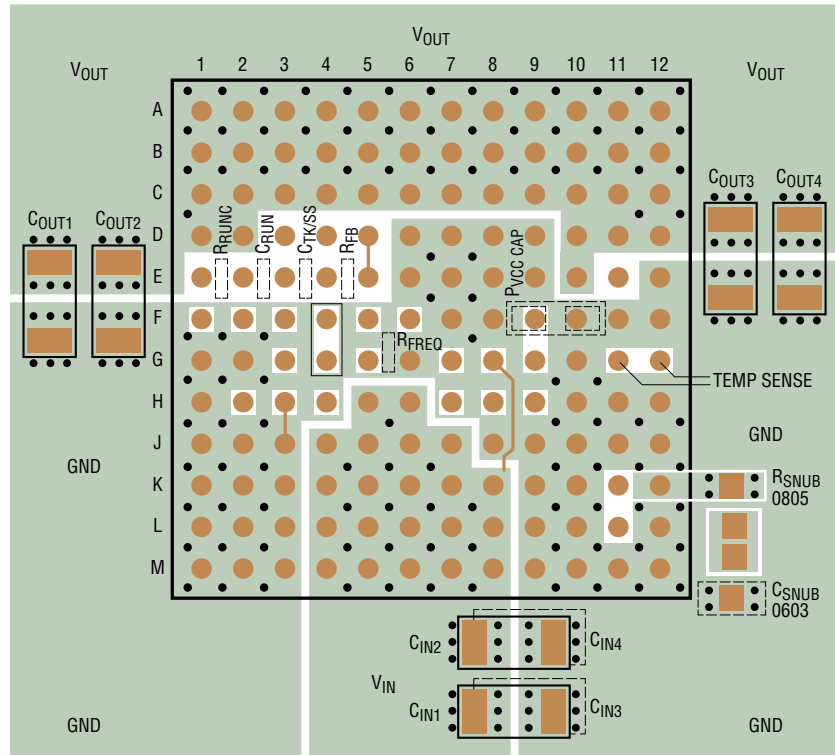 VOUT
VOUT
VOUT
1 2 3 4 5 6 7 8 9 10 11 12
A
B
C
D
E
F
G
H
J
K
L
M
COUT1
COUT2
COUT3
COUT4
RRUNC
CRUN
CTK/SS
RFB
PVCC CAP
RFREQ
TEMP SENSE
GND
GND
RSNUB
0805
CSNUB
0603
CIN2
CIN4
VIN
CIN1
CIN3
GND
GND